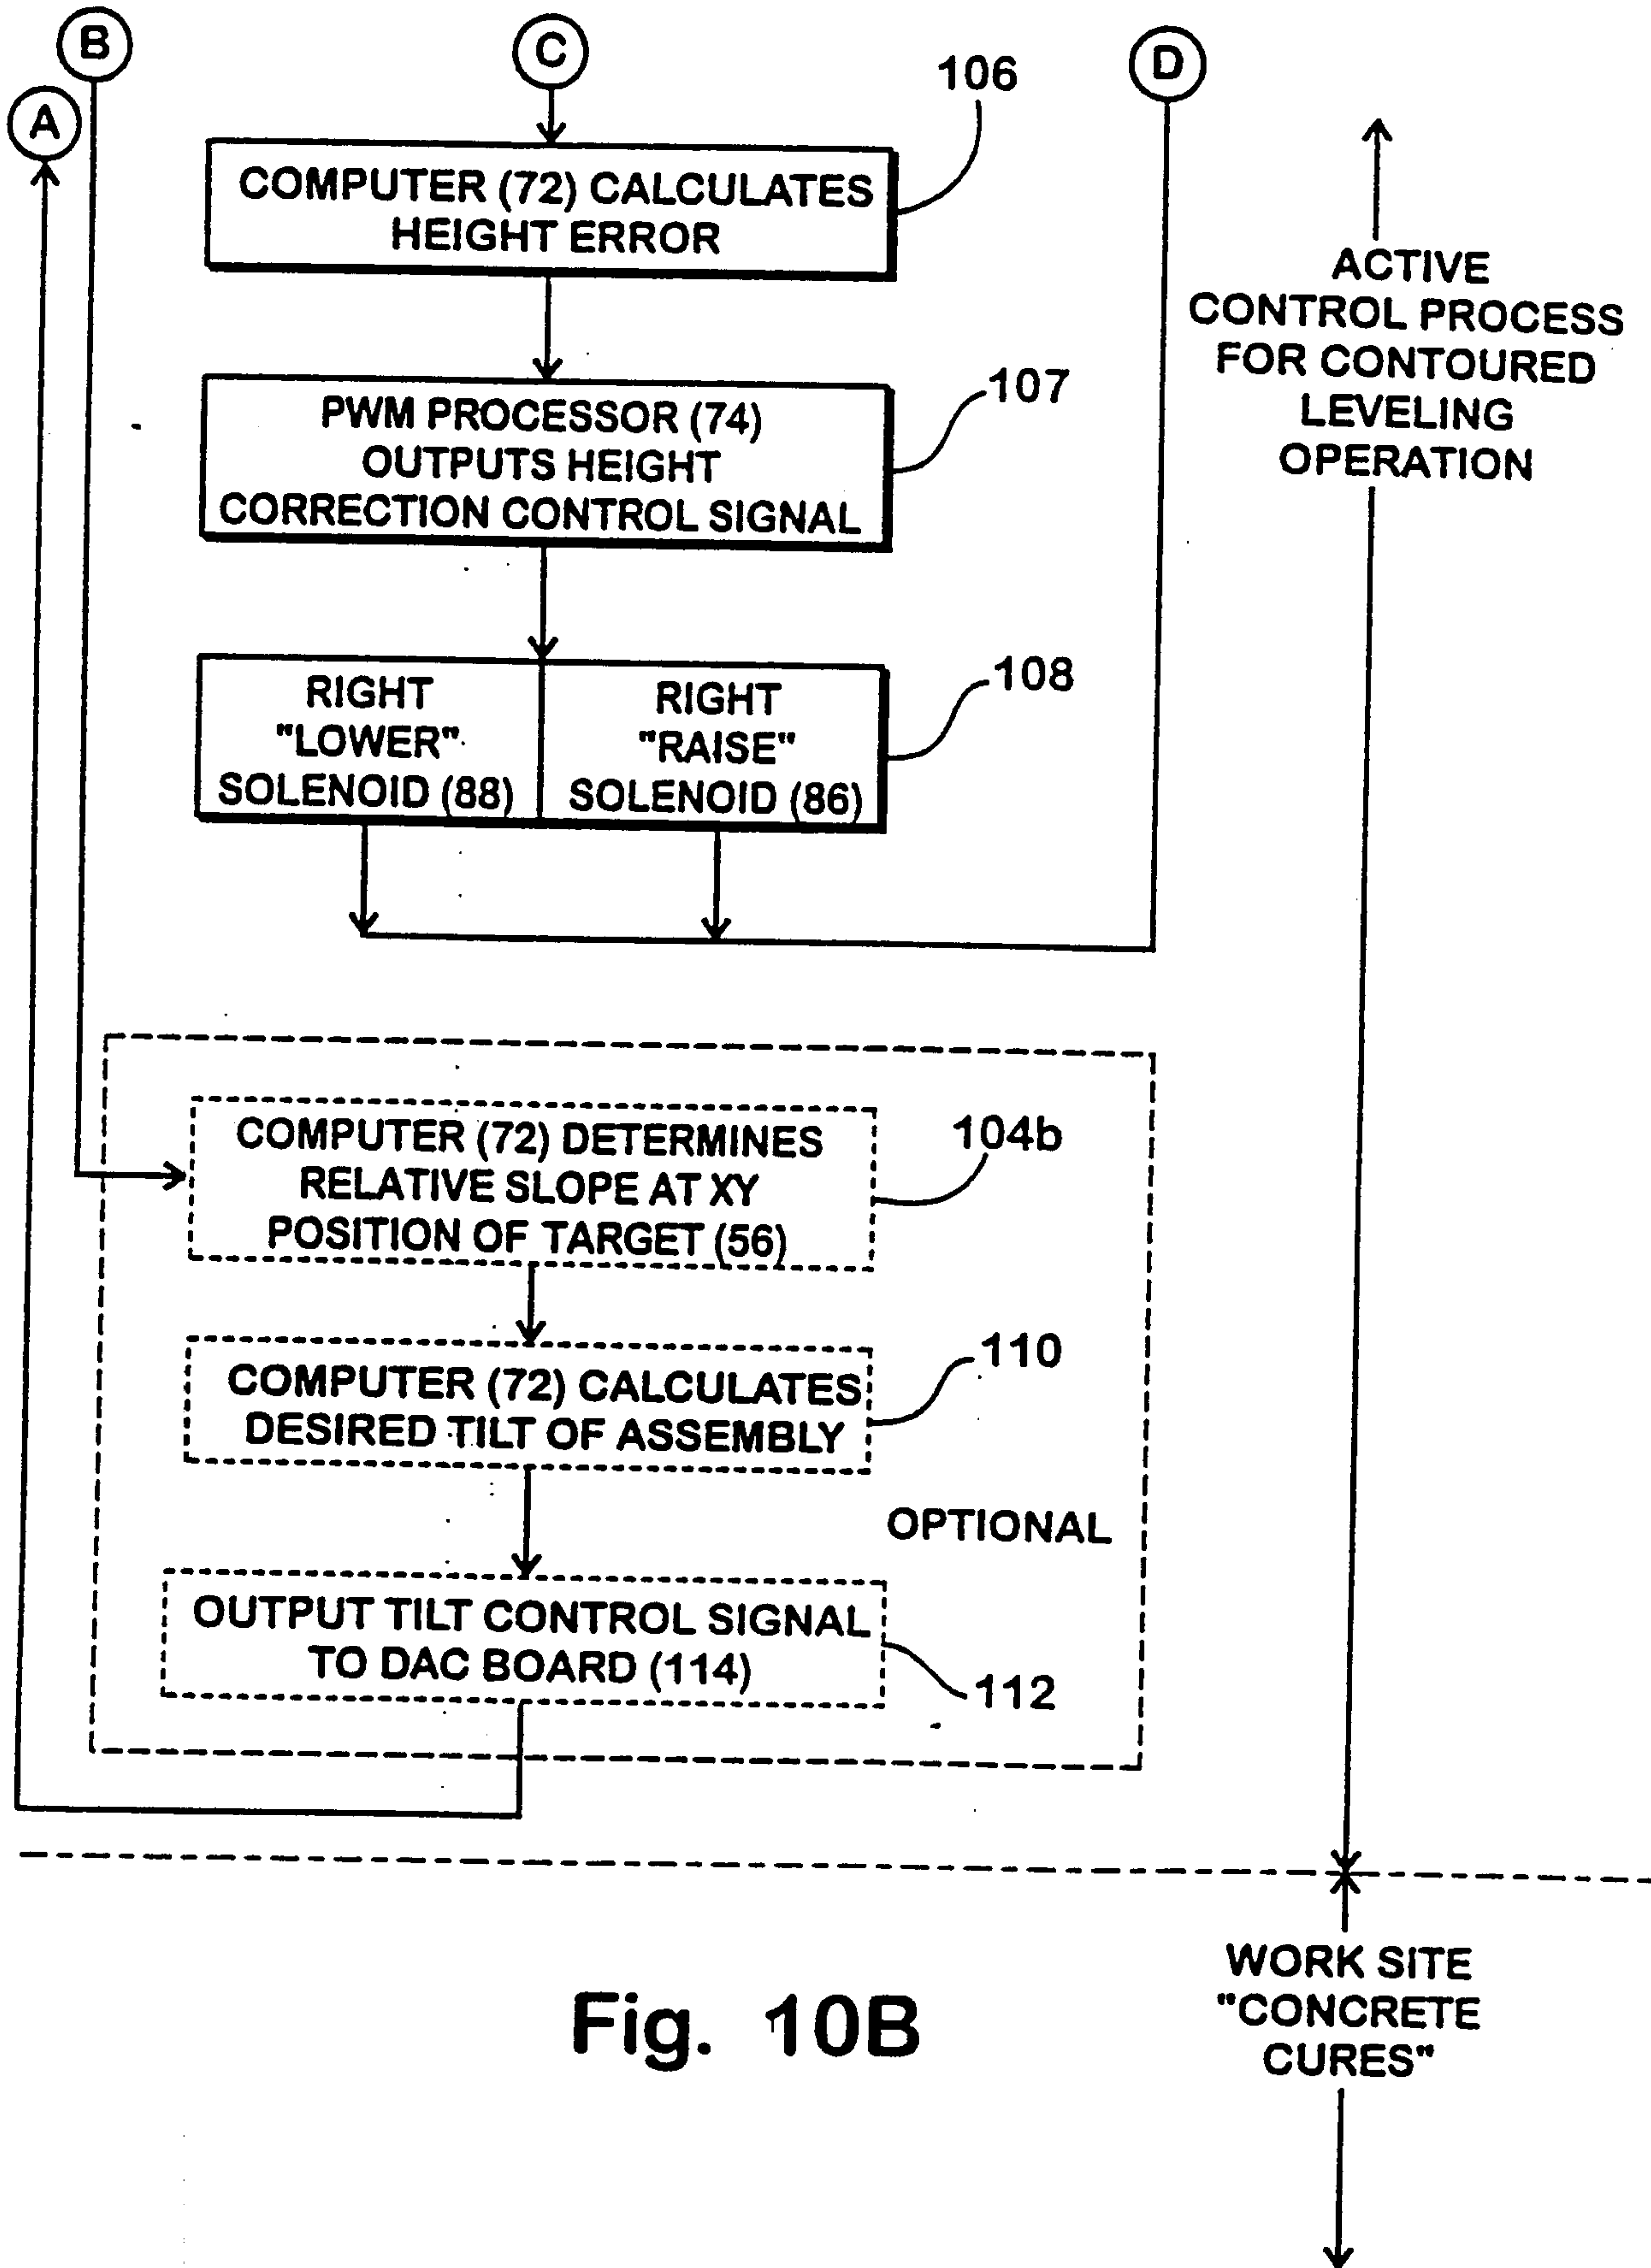 B
C
D
A
106
COMPUTER (72) CALCULATES
HEIGHT ERROR
ACTIVE
CONTROL PROCESS
FOR CONTOURED
LEVELING
OPERATION
107
PWM PROCESSOR (74)
OUTPUTS HEIGHT
CORRECTION CONTROL SIGNAL
108
RIGHT
"LOWER"
SOLENOID (88)
RIGHT
"RAISE"
SOLENOID (86)
104b
COMPUTER (72) DETERMINES
RELATIVE SLOPE AT XY
POSITION OF TARGET (56)
110
COMPUTER (72) CALCULATES
DESIRED TILT OF ASSEMBLY
OPTIONAL
OUTPUT TILT CONTROL SIGNAL
TO DAC BOARD (114)
112
WORK SITE
"CONCRETE
CURES"
Fig. 10B